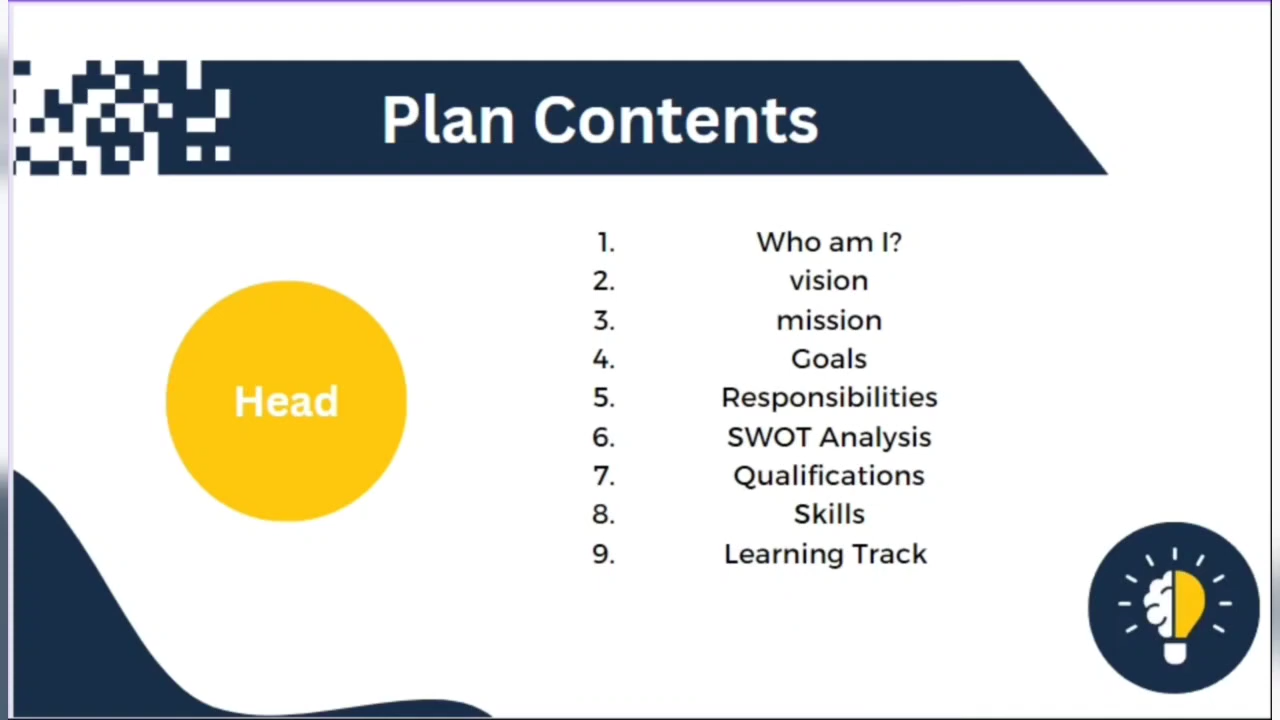 Plan Contents
Head
1. Who am I?
2. vision
3. mission
4. Goals
5. Responsibilities
6. SWOT Analysis
7. Qualifications
8. Skills
9. Learning Track